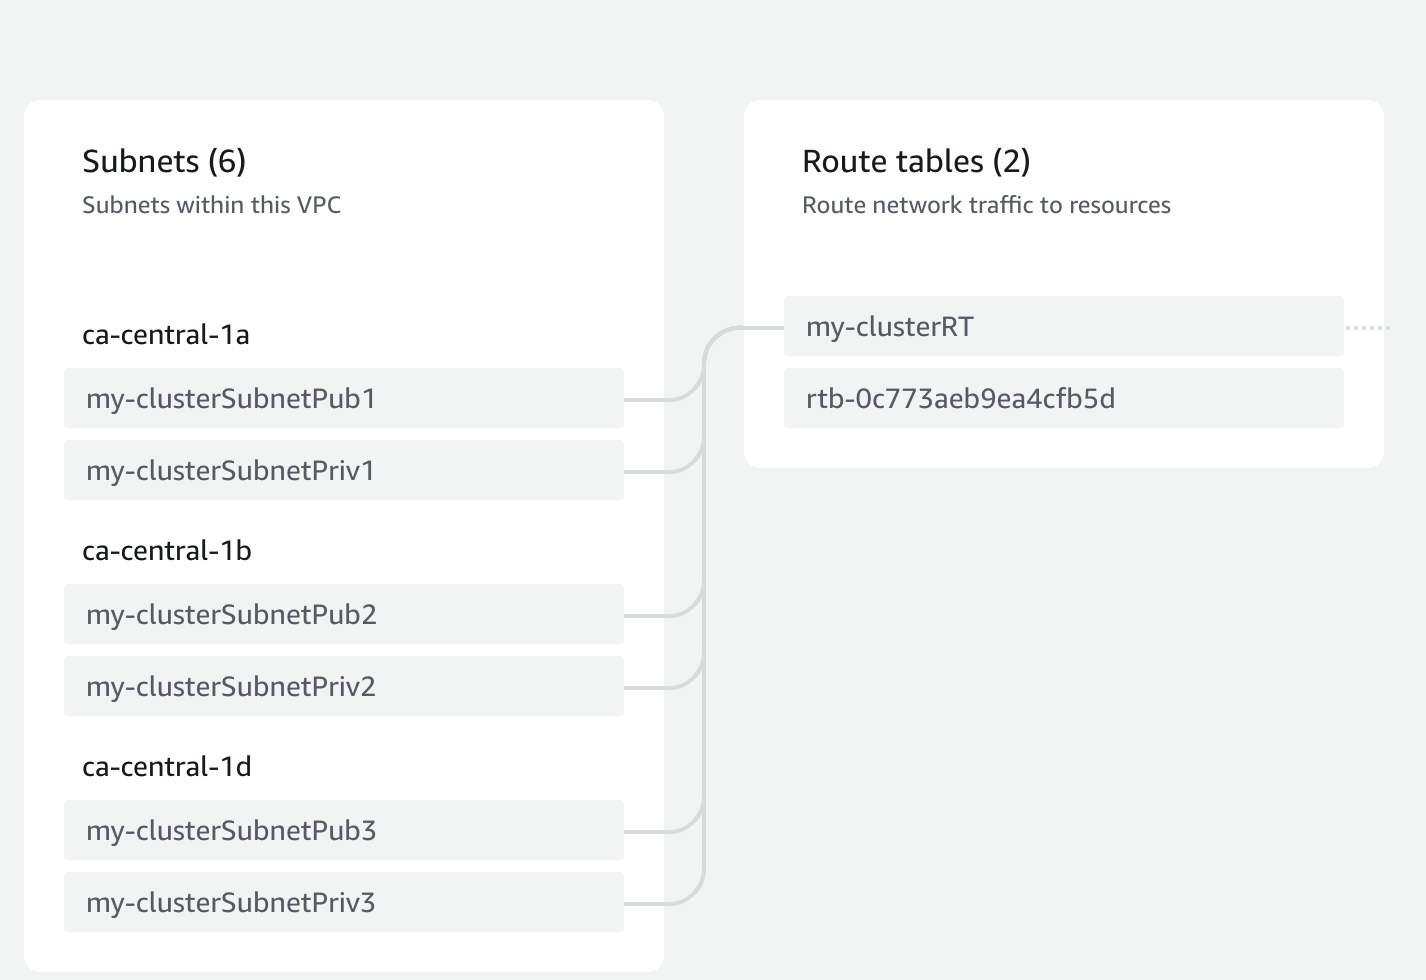 Subnets (6)
Subnets within this VPC
ca-central-1a
my-clusterSubnetPub1
my-clusterSubnetPriv1
ca-central-1b
my-clusterSubnetPub2
my-clusterSubnetPriv2
ca-central-1d
my-clusterSubnetPub3
my-clusterSubnetPriv3
Route tables (2)
Route network traffic to resources
my-clusterRT
rtb-0c773aeb9ea4cfb5d